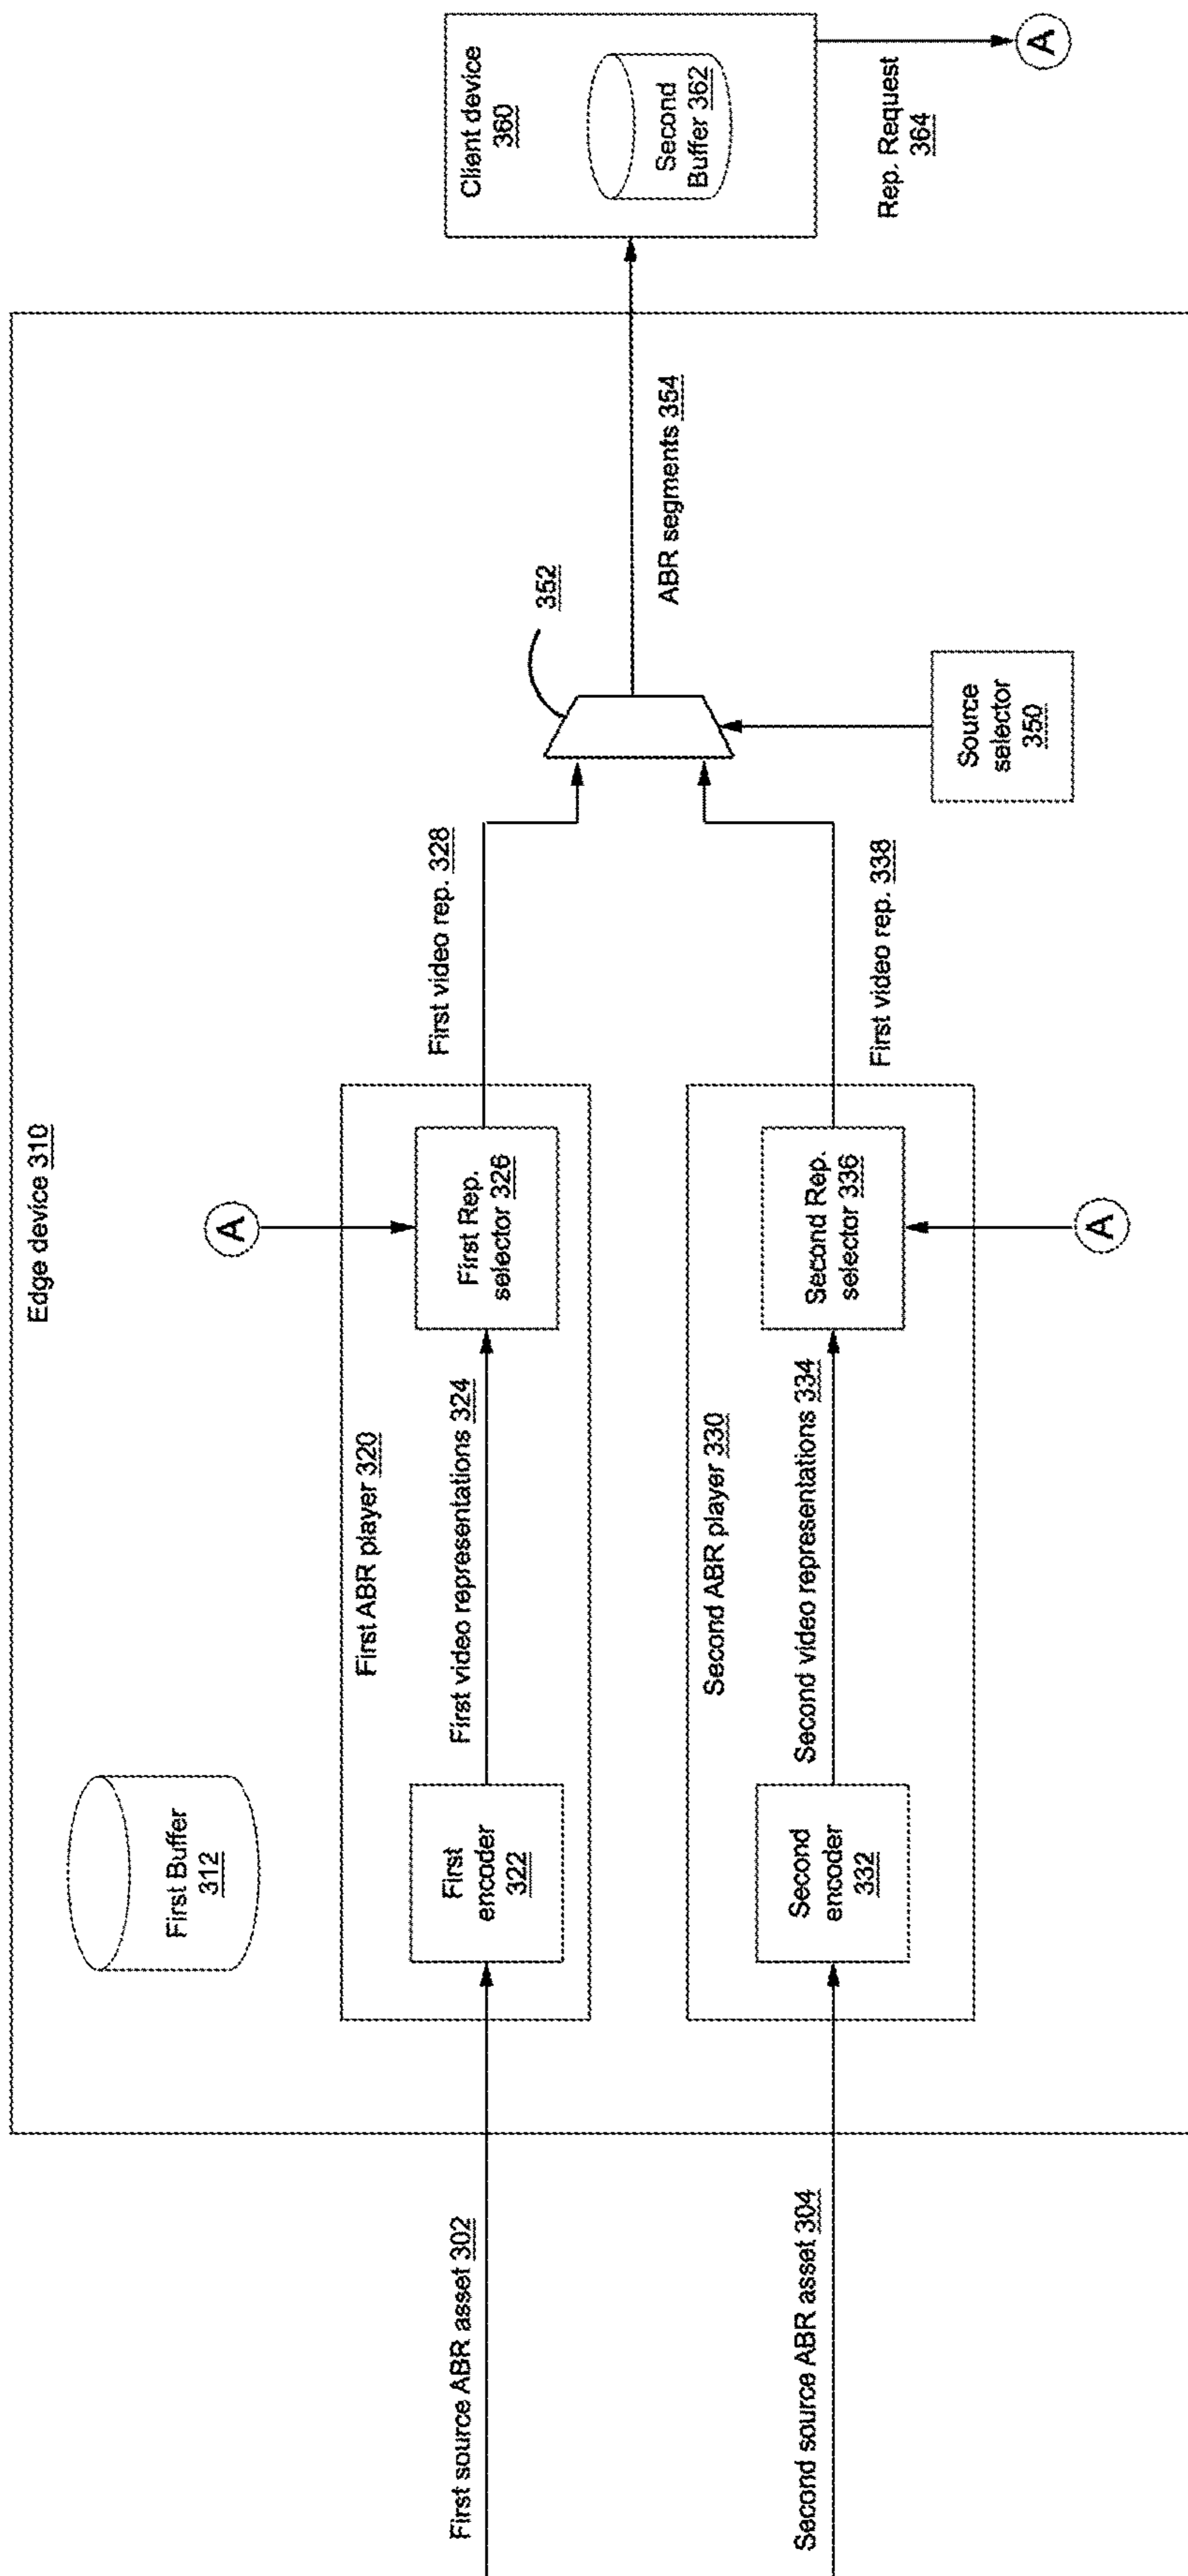 Edge device 310
First Buffer
312
A
First ABR player 320
First source ABR asset 302
First
encoder
322
First video representations 324
First Rep.
selector 326
First video rep. 328
Second ABR player 330
Second source ABR asset 304
Second
encoder
332
Second video representations 334
Second Rep.
selector 336
First video rep. 338
A
352
Source
selector
350
ABR segments 354
Client device
360
Second
Buffer 362
Rep. Request
364
A